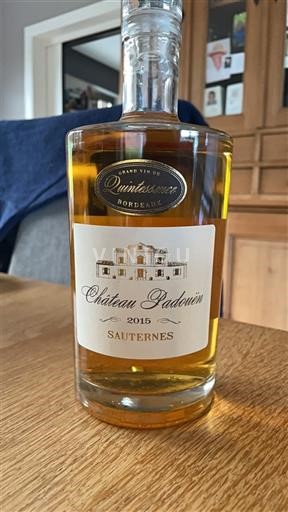 GRAND VIN DE
Quintessence
BORDEAUX
Château Padouën
2015
SAUTERNES